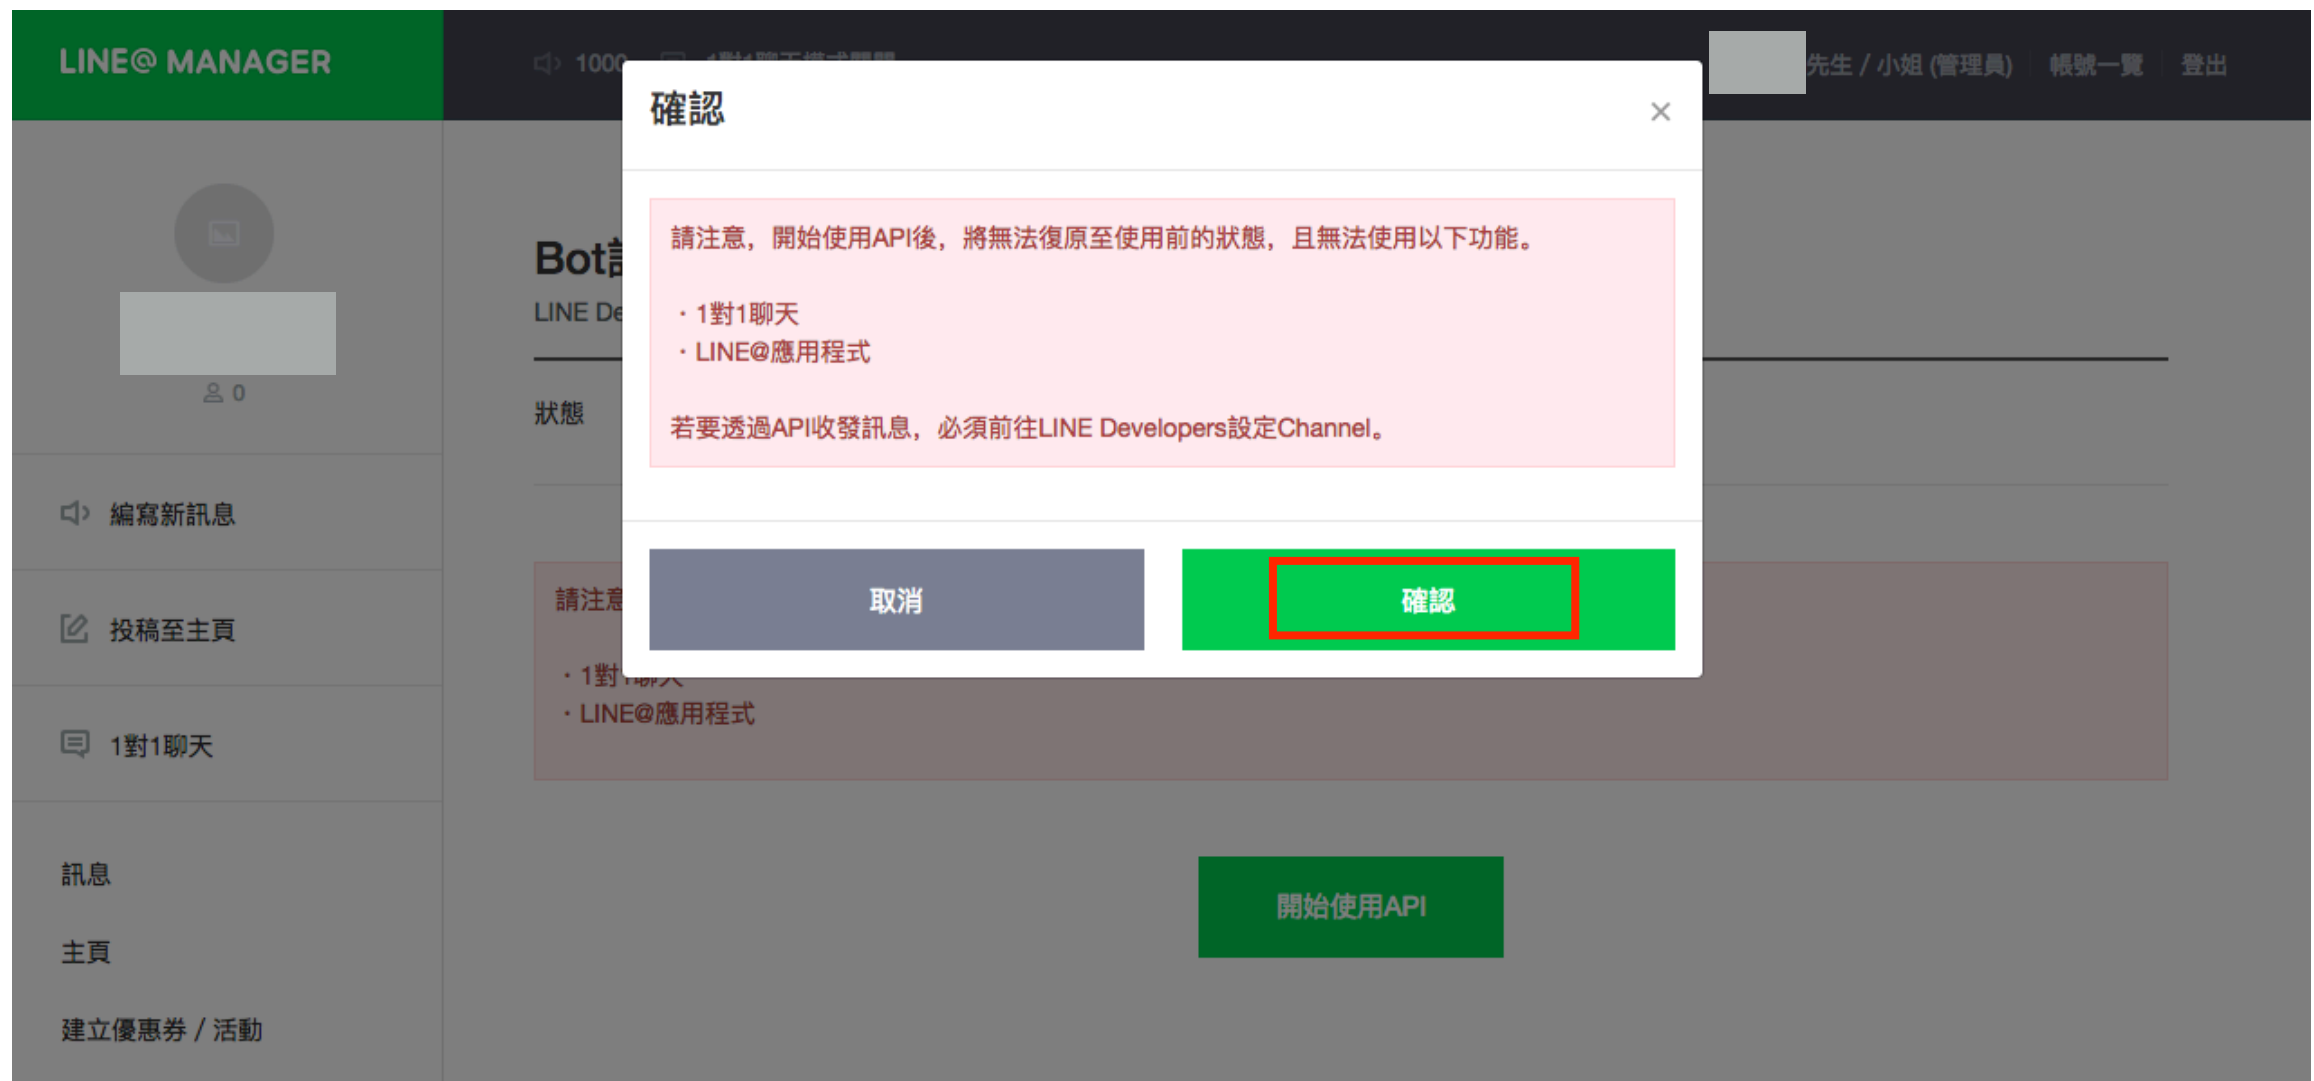 LINE@ MANAGER
1000
先生 / 小姐 (管理員)
帳號一覽
登出
確認
×
請注意，開始使用API後，將無法復原至使用前的狀態，且無法使用以下功能。
・1對1聊天
・LINE@應用程式
若要透過API收發訊息，必須前往LINE Developers設定Channel。
取消
確認
0
編寫新訊息
投稿至主頁
1對1聊天
訊息
主頁
建立優惠券 / 活動
Bot
LINE De
狀態
請注意
・1對1聊天
・LINE@應用程式
開始使用API